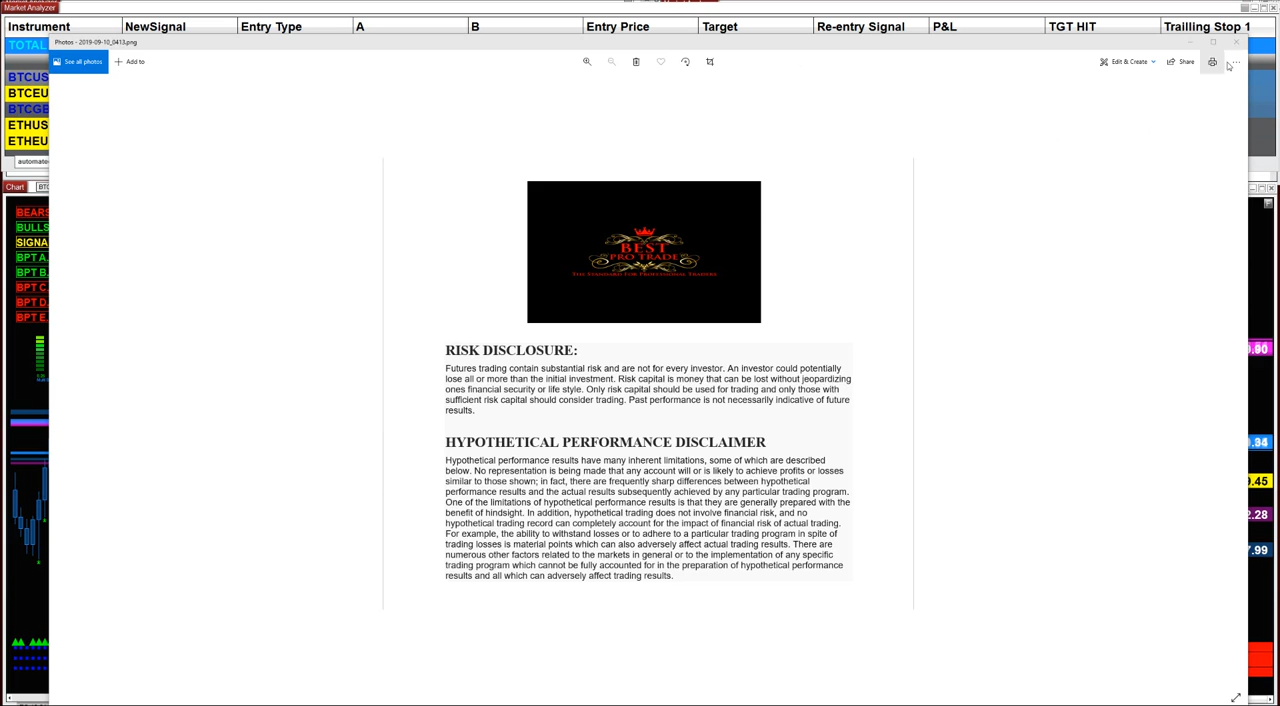 Market Analyzer
Instrument NewSignal Entry Type A B Entry Price Target Re-entry Signal P&L TGT HIT Trailling Stop 1
TOTAL
Photos - 2019-09-10_0413.png
See all photos Add to Edit & Create Share
BTCUS
BTCEU
BTCGB
ETHUS
ETHEU
automate
Chart BTC
BEARS
BULLS
SIGNA
BPT A.
BPT B.
BPT C.
BPT D.
BPT E.
BEST
PRO TRADE
THE STANDARD FOR PROFESSIONAL TRADERS
RISK DISCLOSURE:
Futures trading contain substantial risk and are not for every investor. An investor could potentially
lose all or more than the initial investment. Risk capital is money that can be lost without jeopardizing
ones financial security or life style. Only risk capital should be used for trading and only those with
sufficient risk capital should consider trading. Past performance is not necessarily indicative of future
results.
HYPOTHETICAL PERFORMANCE DISCLAIMER
Hypothetical performance results have many inherent limitations, some of which are described
below. No representation is being made that any account will or is likely to achieve profits or losses
similar to those shown; in fact, there are frequently sharp differences between hypothetical
performance results and the actual results subsequently achieved by any particular trading program.
One of the limitations of hypothetical performance results is that they are generally prepared with the
benefit of hindsight. In addition, hypothetical trading does not involve financial risk, and no
hypothetical trading record can completely account for the impact of financial risk of actual trading.
For example, the ability to withstand losses or to adhere to a particular trading program in spite of
trading losses is material points which can also adversely affect actual trading results. There are
numerous other factors related to the markets in general or to the implementation of any specific
trading program which cannot be fully accounted for in the preparation of hypothetical performance
results and all which can adversely affect trading results.
.94
.45
2.28
7.99